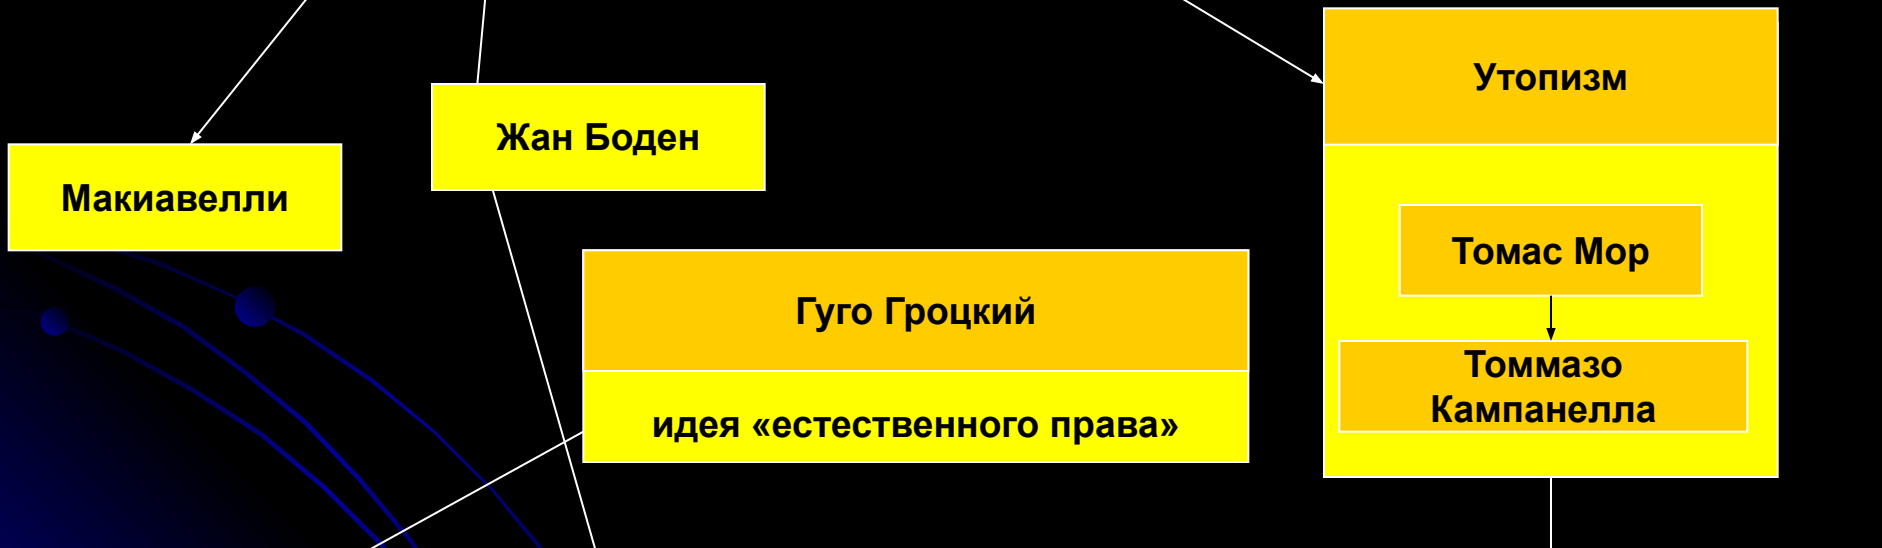 Утопизм
Жан Боден
Макиавелли
Томас Мор
Гуго Гроцкий
Томмазо
Кампанелла
идея «естественного права»